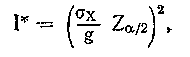 l* = (σX/g Zα/2)²,